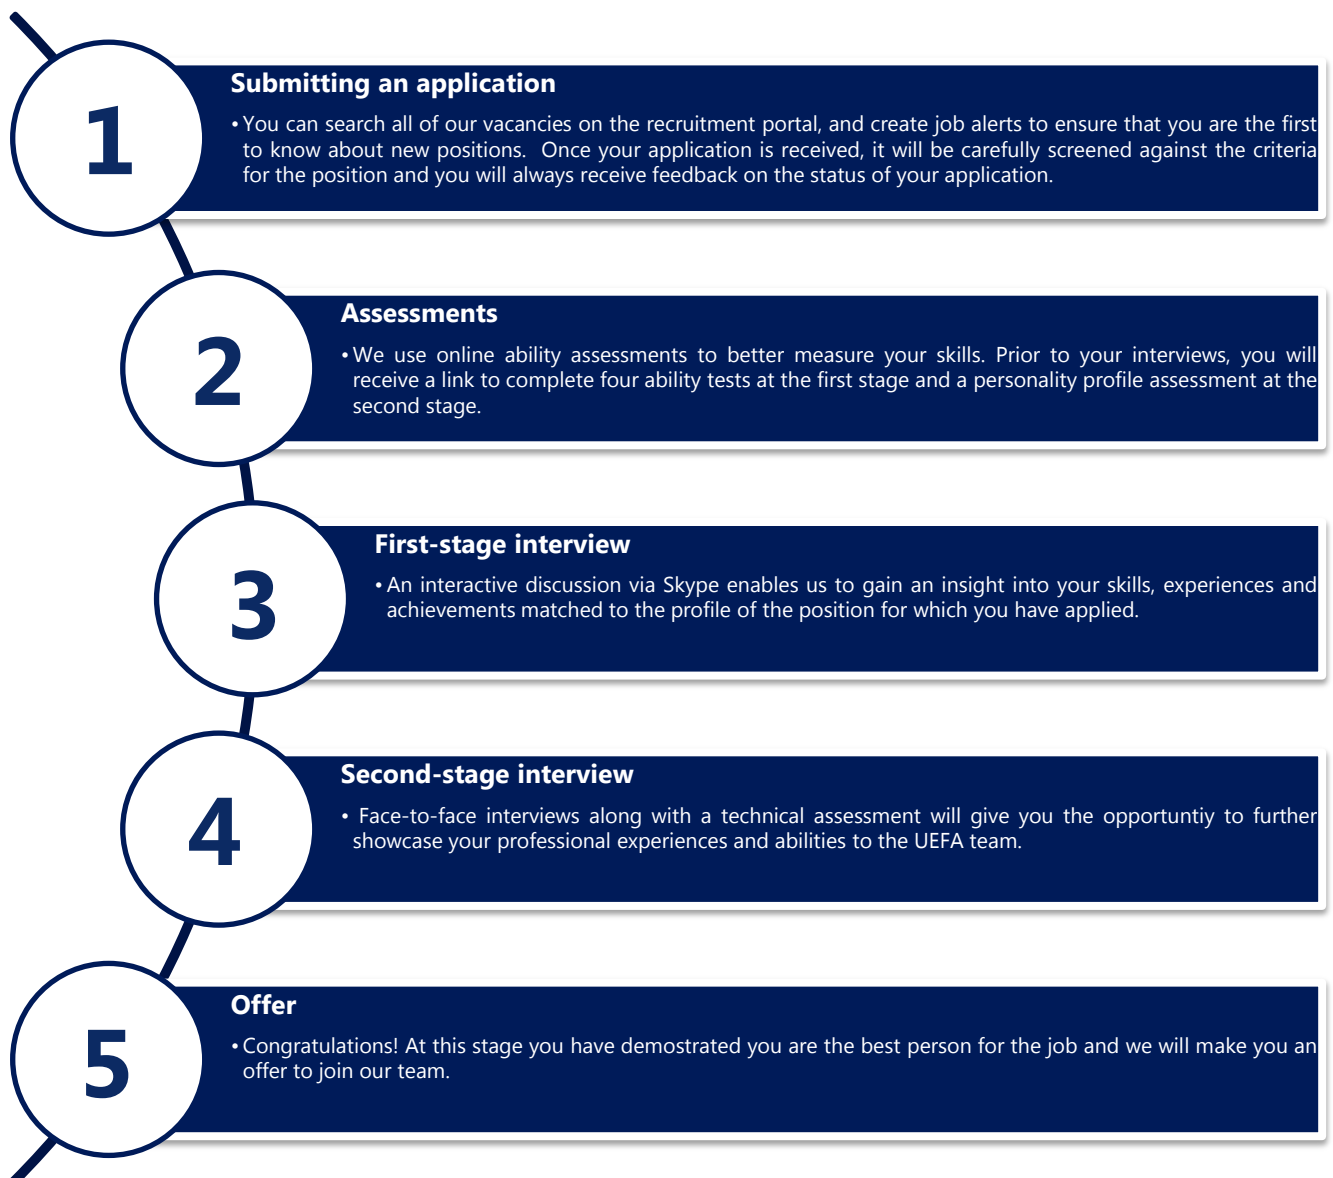 1
Submitting an application
• You can search all of our vacancies on the recruitment portal, and create job alerts to ensure that you are the first
to know about new positions.  Once your application is received, it will be carefully screened against the criteria
for the position and you will always receive feedback on the status of your application.
2
Assessments
• We use online ability assessments to better measure your skills. Prior to your interviews, you will
receive a link to complete four ability tests at the first stage and a personality profile assessment at the
second stage.
3
First-stage interview
• An interactive discussion via Skype enables us to gain an insight into your skills, experiences and
achievements matched to the profile of the position for which you have applied.
4
Second-stage interview
• Face-to-face interviews along with a technical assessment will give you the opportuntiy to further
showcase your professional experiences and abilities to the UEFA team.
5
Offer
• Congratulations! At this stage you have demostrated you are the best person for the job and we will make you an
offer to join our team.